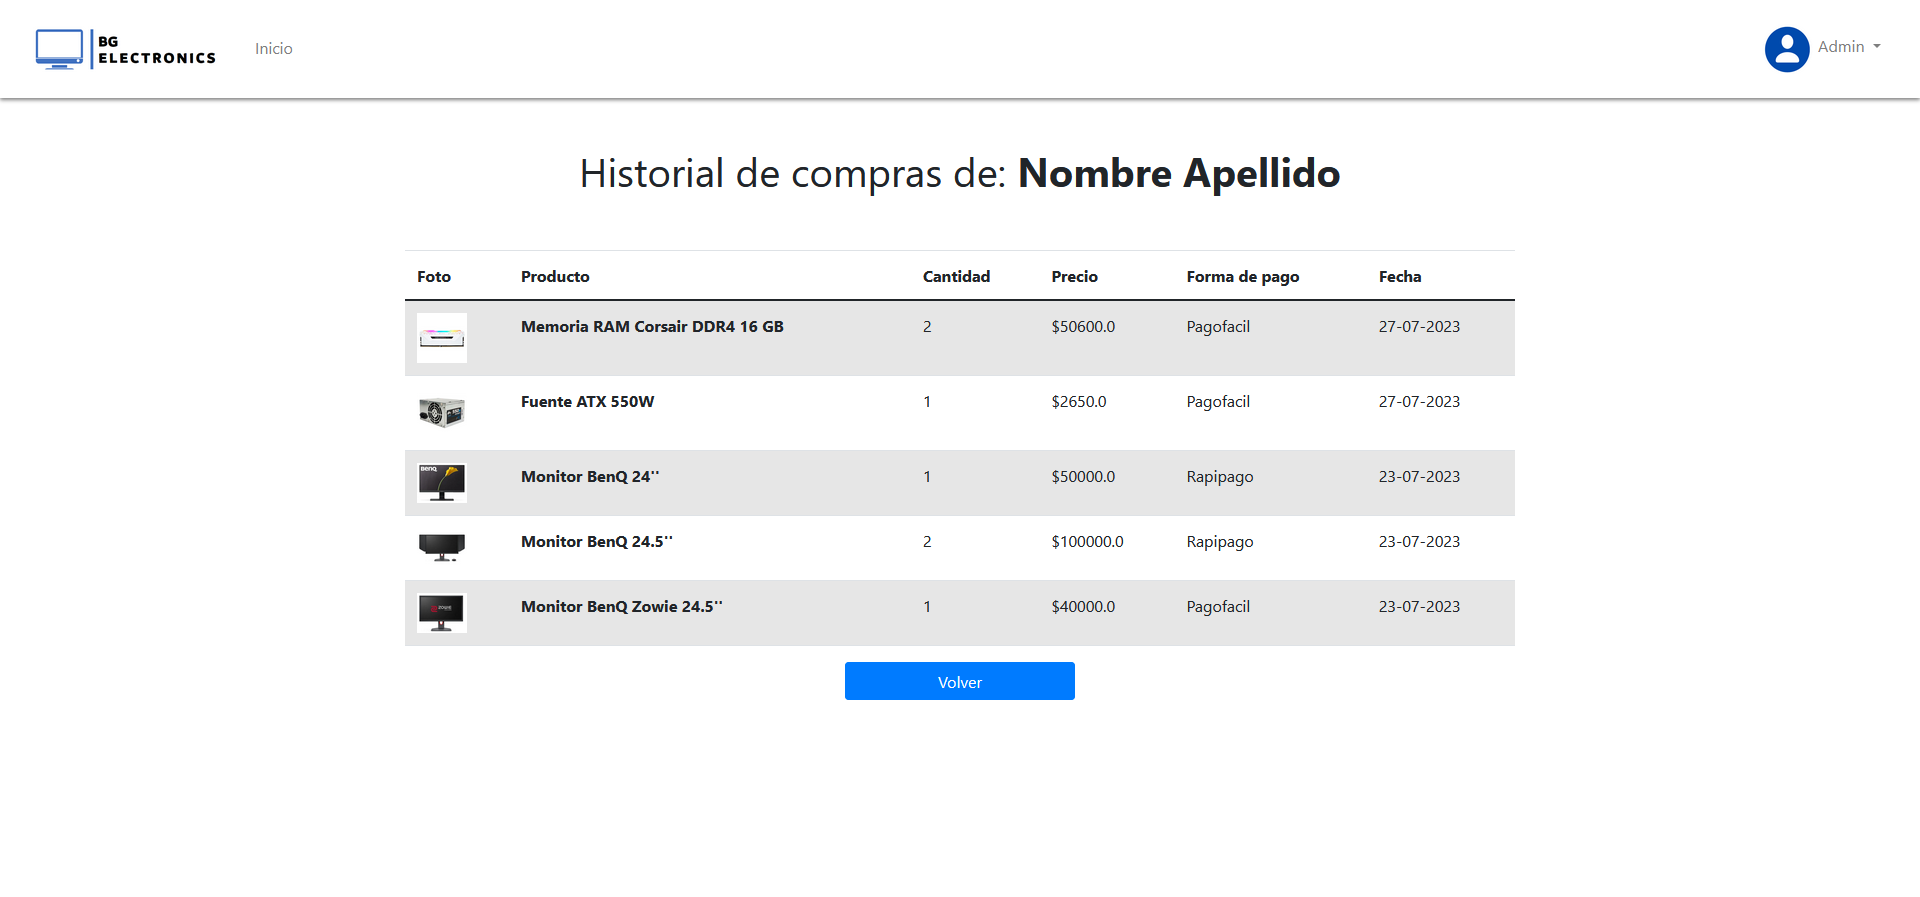 BG
ELECTRONICS
Inicio
Admin
Historial de compras de: Nombre Apellido
Foto Producto Cantidad Precio Forma de pago Fecha
Memoria RAM Corsair DDR4 16 GB 2 $50600.0 Pagofacil 27-07-2023
Fuente ATX 550W 1 $2650.0 Pagofacil 27-07-2023
BenQ
Monitor BenQ 24'' 1 $50000.0 Rapipago 23-07-2023
Monitor BenQ 24.5'' 2 $100000.0 Rapipago 23-07-2023
ZOWIE
Monitor BenQ Zowie 24.5'' 1 $40000.0 Pagofacil 23-07-2023
Volver